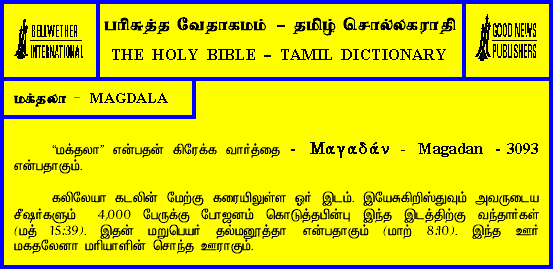 BELLWETHER
INTERNATIONAL
பரிசுத்த வேதாகமம் – தமிழ் சொல்லகராதி
THE HOLY BIBLE – TAMIL DICTIONARY
GOOD NEWS
PUBLISHERS
மக்தலா - MAGDALA
“மக்தலா” என்பதன் கிரேக்க வார்த்தை - Μαγαδάν - Magadan - 3093
என்பதாகும்.
கலிலேயா கடலின் மேற்கு கரையிலுள்ள ஓர் இடம். இயேசுகிறிஸ்துவும் அவருடைய
சீஷர்களும் 4,000 பேருக்கு போஜனம் கொடுத்தபின்பு இந்த இடத்திற்கு வந்தார்கள்
(மத் 15:39). இதன் மறுபெயர் தல்மனூத்தா என்பதாகும் (மாற் 8:10). இந்த ஊர்
மகதலேனா மரியாளின் சொந்த ஊராகும்.